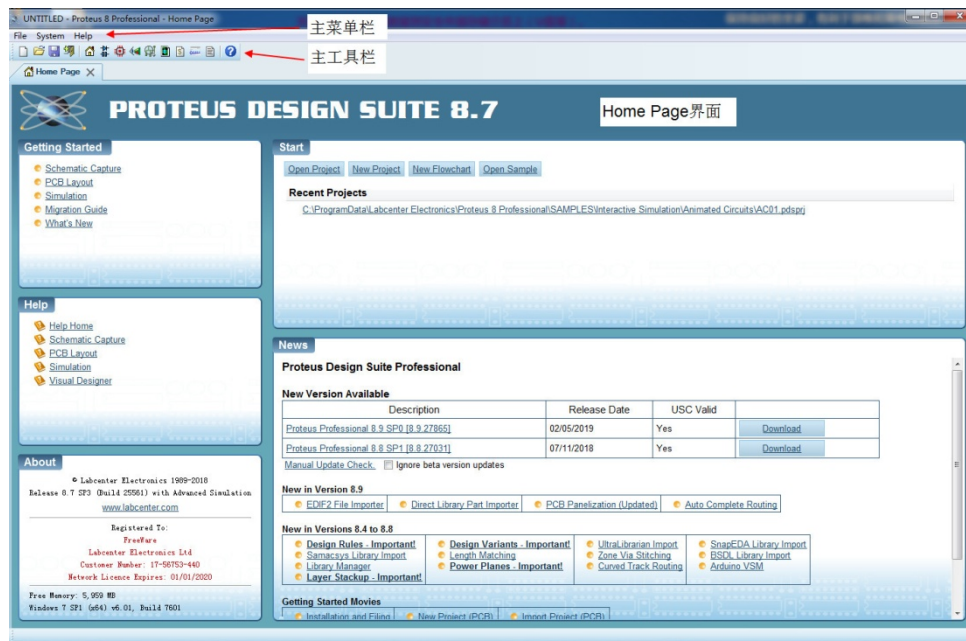 UNTITLED - Proteus 8 Professional - Home Page
File System Help
主菜单栏
主工具栏
Home Page
PROTEUS DESIGN SUITE 8.7
Home Page界面
Getting Started
Schematic Capture
PCB Layout
Simulation
Migration Guide
What's New
Start
Open Project New Project New Flowchart Open Sample
Recent Projects
C:\ProgramData\Labcenter Electronics\Proteus 8 Professional\SAMPLES\Interactive Simulation\Animated Circuits\AC01.pdsprj
Help
Help Home
Schematic Capture
PCB Layout
Simulation
Visual Designer
News
Proteus Design Suite Professional
New Version Available
Description Release Date USC Valid
Proteus Professional 8.9 SP0 [8.9.27865] 02/05/2019 Yes Download
Proteus Professional 8.8 SP1 [8.8.27031] 07/11/2018 Yes Download
Manual Update Check. Ignore beta version updates
New in Version 8.9
EDIF2 File Importer Direct Library Part Importer PCB Panelization (Updated) Auto Complete Routing
New in Versions 8.4 to 8.8
Design Rules - Important! Design Variants - Important! UltraLibrarian Import SnapEDA Library Import
Samacsys Library Import Length Matching Zone Via Stitching BSDL Library Import
Library Manager Power Planes - Important! Curved Track Routing Arduino VSM
Layer Stackup - Important!
Getting Started Movies
Installation and Filing New Project (PCB) Import Project (PCB)
About
© Labcenter Electronics 1989-2018
Release 8.7 SP3 (Build 25561) with Advanced Simulation
www.labcenter.com
Registered To:
FreeWare
Labcenter Electronics Ltd
Customer Number: 17-56753-440
Network Licence Expires: 01/01/2020
Free Memory: 5,959 MB
Windows 7 SP1 (x64) v6.01, Build 7601